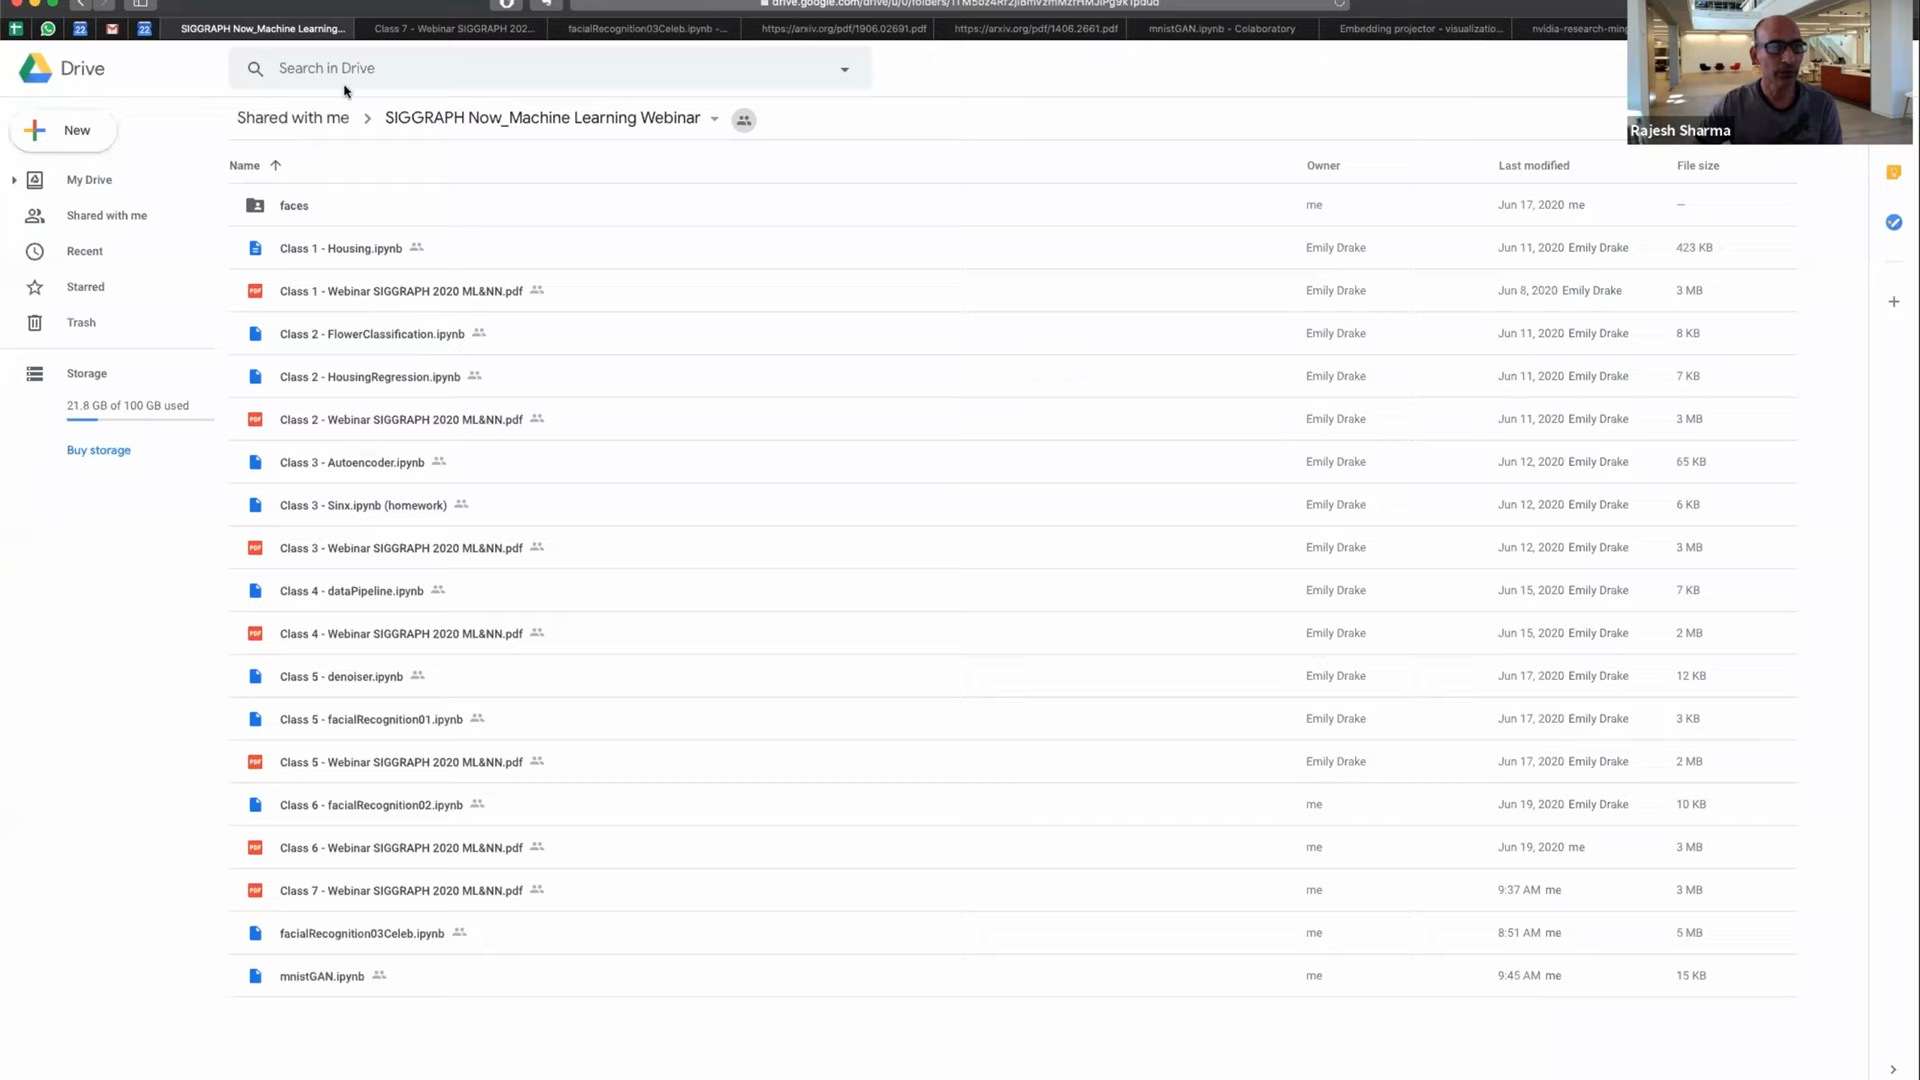 SIGGRAPH Now_Machine Learning...
Class 7 - Webinar SIGGRAPH 202...
facialRecognition03Celeb.ipynb -...
https://arxiv.org/pdf/1906.02691.pdf
https://arxiv.org/pdf/1406.2661.pdf
mnistGAN.ipynb - Colaboratory
Embedding projector - visualizatio...
nvidia-research-ming
22
22
Drive
Search in Drive
Rajesh Sharma
New
Shared with me
SIGGRAPH Now_Machine Learning Webinar
My Drive
Shared with me
Recent
Starred
Trash
Storage
21.8 GB of 100 GB used
Buy storage
Name Owner Last modified File size
faces me Jun 17, 2020 me —
Class 1 - Housing.ipynb Emily Drake Jun 11, 2020 Emily Drake 423 KB
PDF Class 1 - Webinar SIGGRAPH 2020 ML&NN.pdf Emily Drake Jun 8, 2020 Emily Drake 3 MB
Class 2 - FlowerClassification.ipynb Emily Drake Jun 11, 2020 Emily Drake 8 KB
Class 2 - HousingRegression.ipynb Emily Drake Jun 11, 2020 Emily Drake 7 KB
PDF Class 2 - Webinar SIGGRAPH 2020 ML&NN.pdf Emily Drake Jun 11, 2020 Emily Drake 3 MB
Class 3 - Autoencoder.ipynb Emily Drake Jun 12, 2020 Emily Drake 65 KB
Class 3 - Sinx.ipynb (homework) Emily Drake Jun 12, 2020 Emily Drake 6 KB
PDF Class 3 - Webinar SIGGRAPH 2020 ML&NN.pdf Emily Drake Jun 12, 2020 Emily Drake 3 MB
Class 4 - dataPipeline.ipynb Emily Drake Jun 15, 2020 Emily Drake 7 KB
PDF Class 4 - Webinar SIGGRAPH 2020 ML&NN.pdf Emily Drake Jun 15, 2020 Emily Drake 2 MB
Class 5 - denoiser.ipynb Emily Drake Jun 17, 2020 Emily Drake 12 KB
Class 5 - facialRecognition01.ipynb Emily Drake Jun 17, 2020 Emily Drake 3 KB
PDF Class 5 - Webinar SIGGRAPH 2020 ML&NN.pdf Emily Drake Jun 17, 2020 Emily Drake 2 MB
Class 6 - facialRecognition02.ipynb me Jun 19, 2020 Emily Drake 10 KB
PDF Class 6 - Webinar SIGGRAPH 2020 ML&NN.pdf me Jun 19, 2020 me 3 MB
PDF Class 7 - Webinar SIGGRAPH 2020 ML&NN.pdf me 9:37 AM me 3 MB
facialRecognition03Celeb.ipynb me 8:51 AM me 5 MB
mnistGAN.ipynb me 9:45 AM me 15 KB